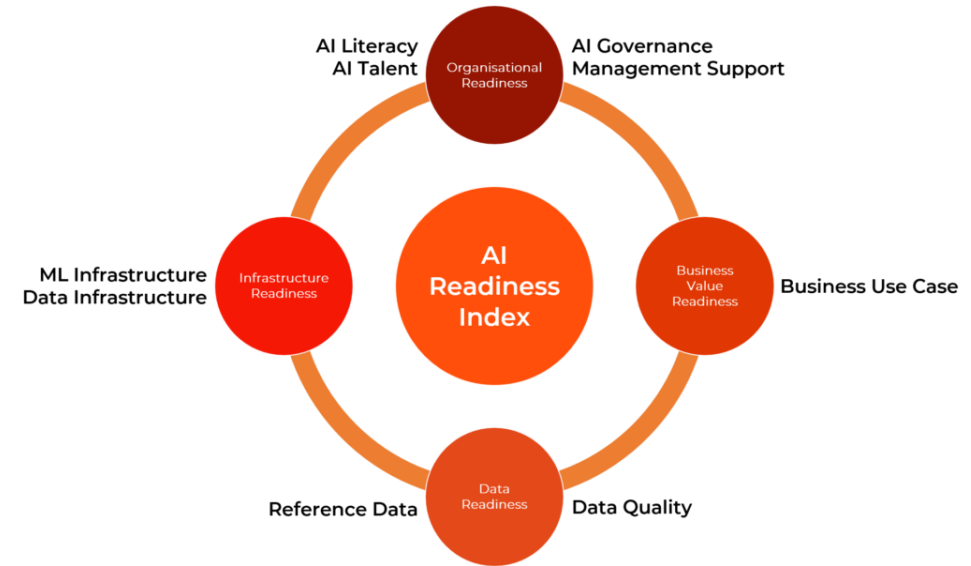 AI Literacy
AI Talent
Organisational
Readiness
AI Governance
Management Support
ML Infrastructure
Data Infrastructure
Infrastructure
Readiness
AI
Readiness
Index
Business
Value
Readiness
Business Use Case
Reference Data
Data
Readiness
Data Quality